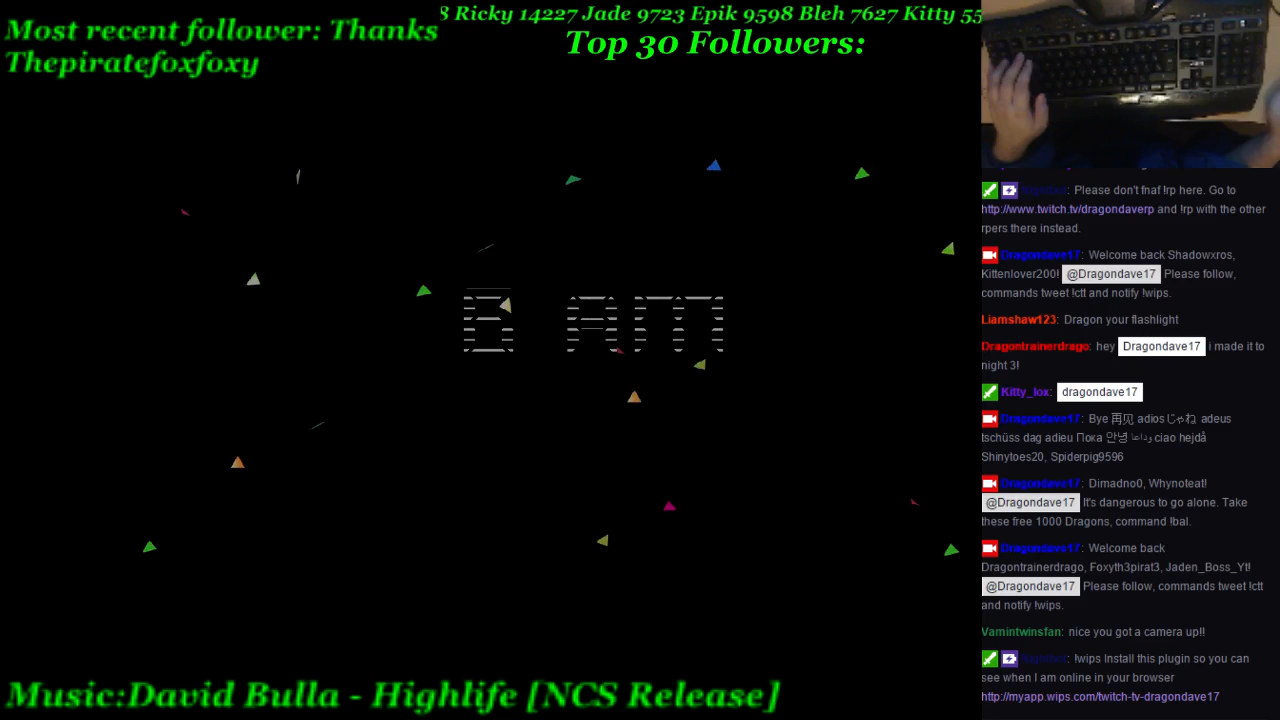 Most recent follower: Thanks
Thepiratefoxfoxy
8 Ricky 14227 Jade 9723 Epik 9598 Bleh 7627 Kitty 55
Top 30 Followers:
6 AM
Please don't fnaf !rp here. Go to
http://www.twitch.tv/dragondaverp and !rp with the other
rpers there instead.
Dragondave17: Welcome back Shadowxros,
Kittenlover200! @Dragondave17 Please follow,
commands tweet !ctt and notify !wips.
Liamshaw123: Dragon your flashlight
Dragontrainerdrago: hey Dragondave17 i made it to
night 3!
Kitty_lox: dragondave17
Dragondave17: Bye 再见 adios じゃね adeus
tschüss dag adieu Пока 안녕 وداعا ciao hejdå
Shinytoes20, Spiderpig9596
Dragondave17: Dimadno0, Whynoteat!
@Dragondave17 It's dangerous to go alone. Take
these free 1000 Dragons, command !bal.
Dragondave17: Welcome back
Dragontrainerdrago, Foxyth3pirat3, Jaden_Boss_Yt!
@Dragondave17 Please follow, commands tweet !ctt
and notify !wips.
Vamintwinsfan: nice you got a camera up!!
!wips Install this plugin so you can
see when I am online in your browser
http://myapp.wips.com/twitch-tv-dragondave17
Music:David Bulla - Highlife [NCS Release]